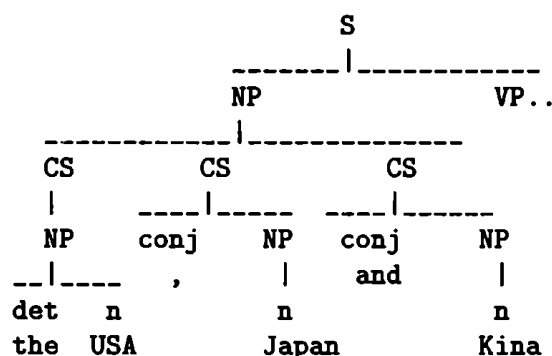 S
NP VP..
CS CS CS
NP conj NP conj NP
, and
det n n n
the USA Japan Kina